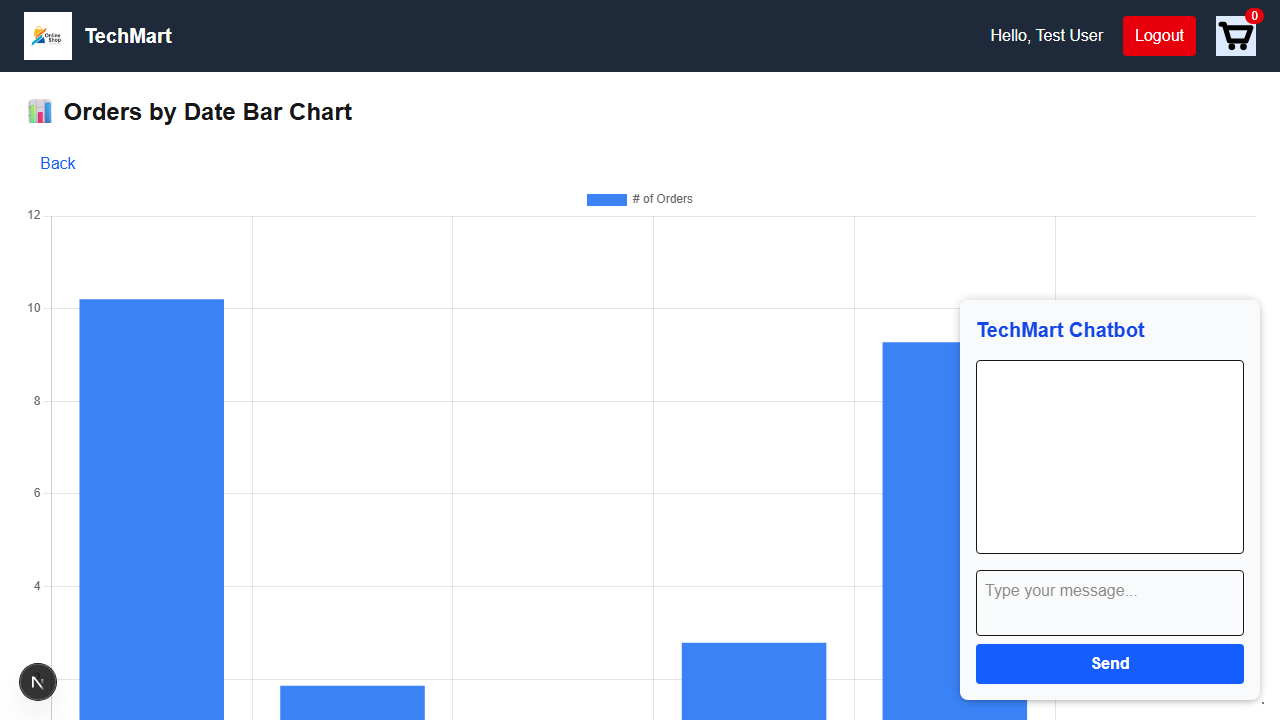 Online
Shop
TechMart
Hello, Test User
Logout
0
Orders by Date Bar Chart
Back
# of Orders
12
10
8
6
4
TechMart Chatbot
Type your message...
Send
N